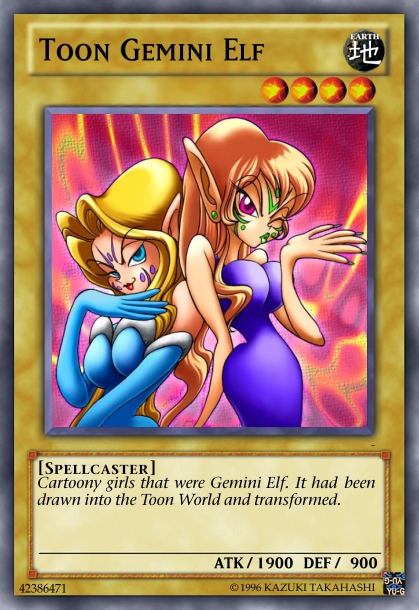 Toon Gemini Elf
EARTH
地
[Spellcaster]
Cartoony girls that were Gemini Elf. It had been
drawn into the Toon World and transformed.
ATK / 1900 DEF / 900
42386471
©1996 KAZUKI TAKAHASHI